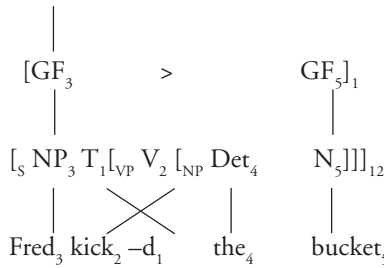 [GF₃ > GF₅]₁
[ₛ NP₃ T₁[ᵥₚ V₂ [ₙₚ Det₄ N₅]]]₁₂
Fred₃ kick₂ –d₁ the₄ bucket₅